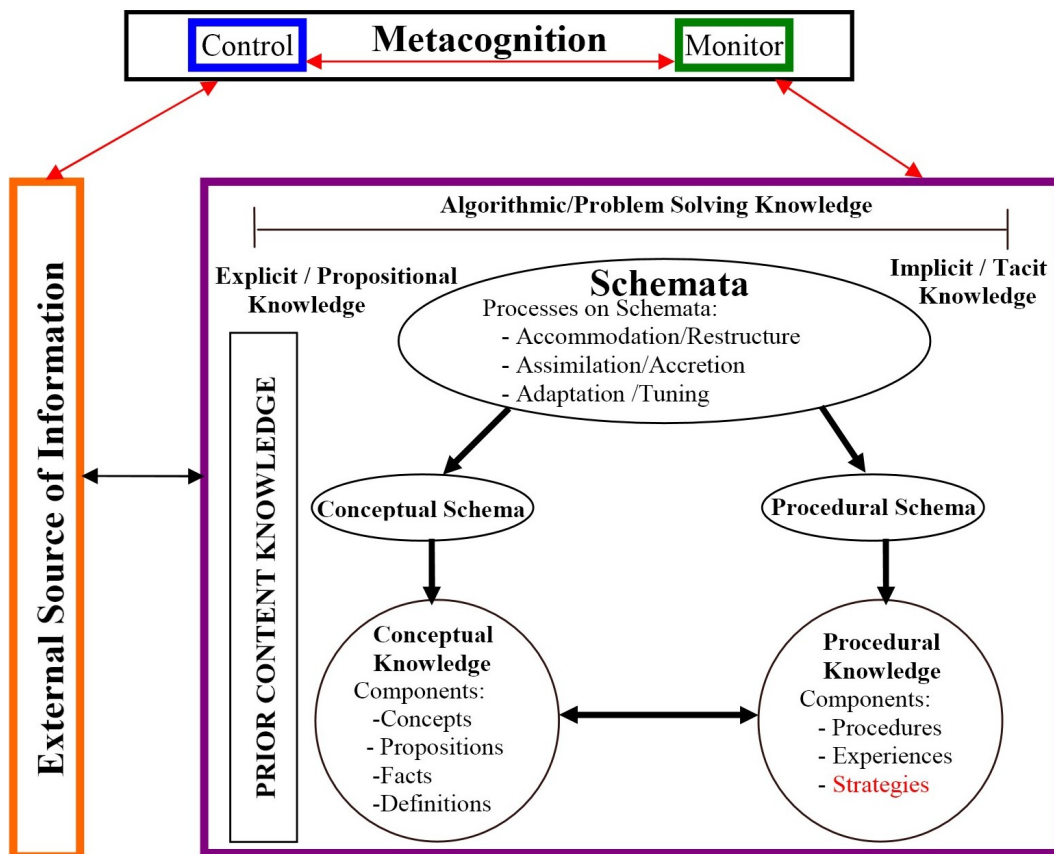 Control
Metacognition
Monitor
External Source of Information
Algorithmic/Problem Solving Knowledge
Explicit / Propositional
Knowledge
Implicit / Tacit
Knowledge
Schemata
Processes on Schemata:
- Accommodation/Restructure
- Assimilation/Accretion
- Adaptation /Tuning
PRIOR CONTENT KNOWLEDGE
Conceptual Schema
Procedural Schema
Conceptual
Knowledge
Components:
-Concepts
- Propositions
-Facts
-Definitions
Procedural
Knowledge
Components:
- Procedures
- Experiences
- Strategies